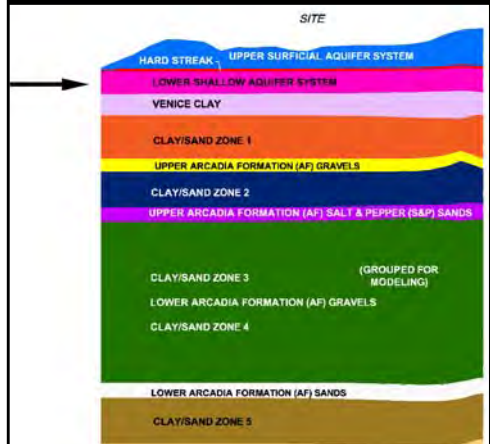 SITE
HARD STREAK
UPPER SURFICIAL AQUIFER SYSTEM
LOWER SHALLOW AQUIFER SYSTEM
VENICE CLAY
CLAY/SAND ZONE 1
UPPER ARCADIA FORMATION (AF) GRAVELS
CLAY/SAND ZONE 2
UPPER ARCADIA FORMATION (AF) SALT & PEPPER (S&P) SANDS
CLAY/SAND ZONE 3
(GROUPED FOR
MODELING)
LOWER ARCADIA FORMATION (AF) GRAVELS
CLAY/SAND ZONE 4
LOWER ARCADIA FORMATION (AF) SANDS
CLAY/SAND ZONE 5